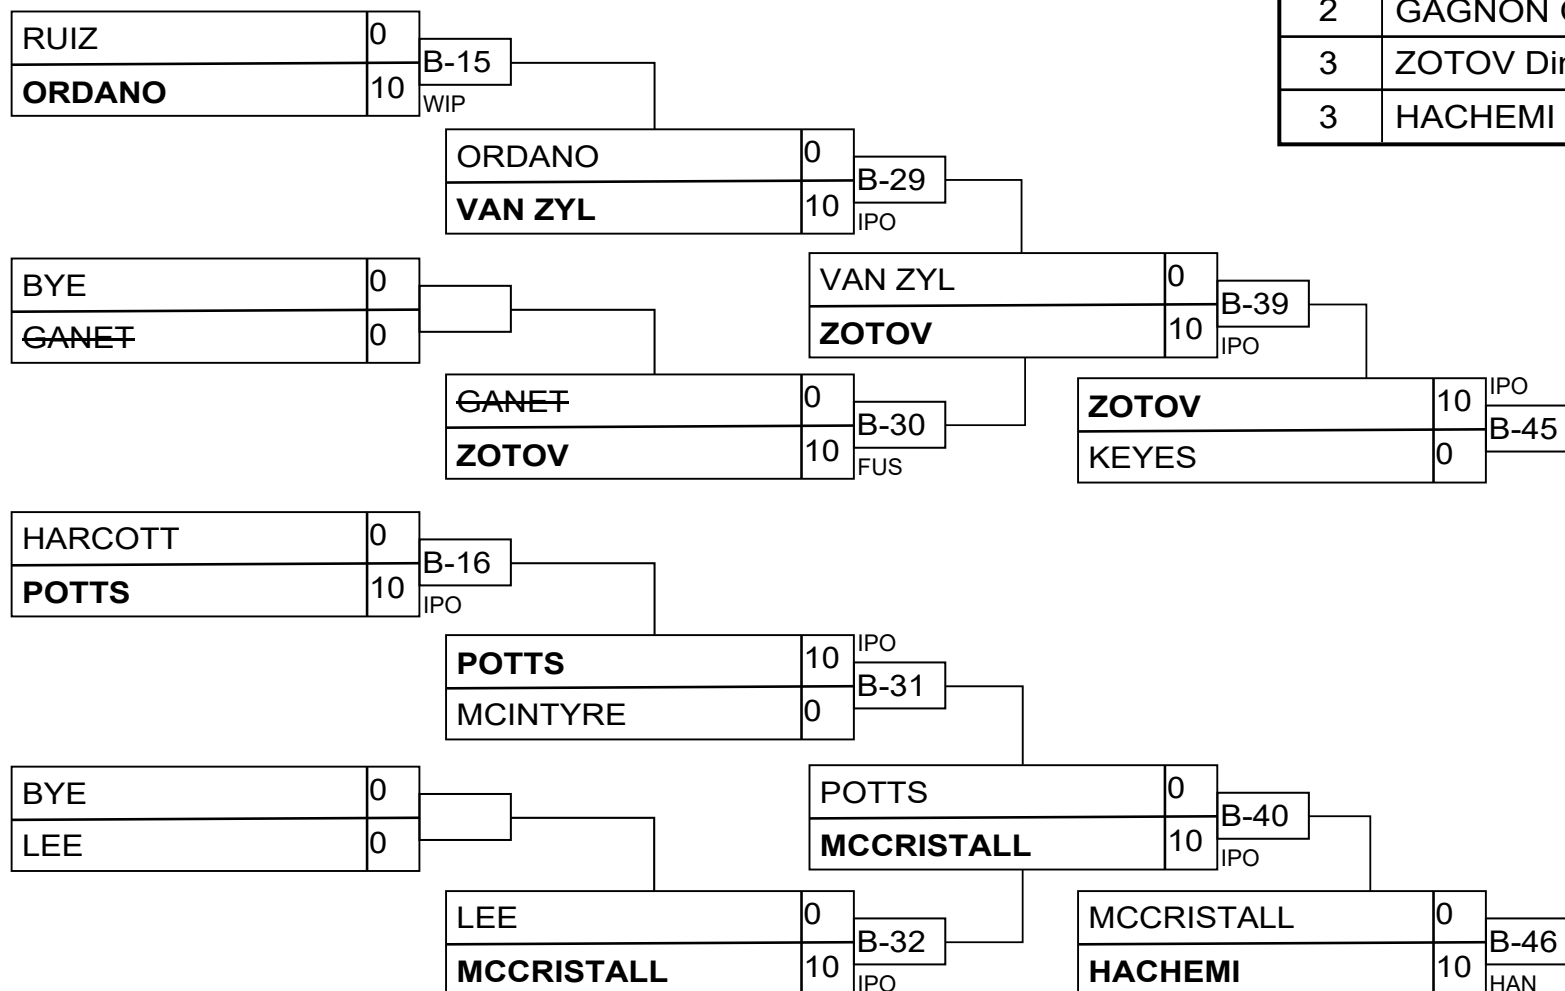 2 GAGNON
3 ZOTOV
3 HACHEMI
RUIZ 0
B-15
ORDANO 10
WIP
ORDANO 0
B-29
VAN ZYL 10
IPO
BYE 0
GANET 0
VAN ZYL 0
B-39
ZOTOV 10
IPO
GANET 0
B-30
ZOTOV 10
FUS
ZOTOV 10
IPO
B-45
KEYES 0
HARCOTT 0
B-16
POTTS 10
IPO
POTTS 10
IPO
B-31
MCINTYRE 0
BYE 0
LEE 0
POTTS 0
B-40
MCCRISTALL 10
IPO
LEE 0
B-32
MCCRISTALL 10
IPO
MCCRISTALL 0
B-46
HACHEMI 10
HAN